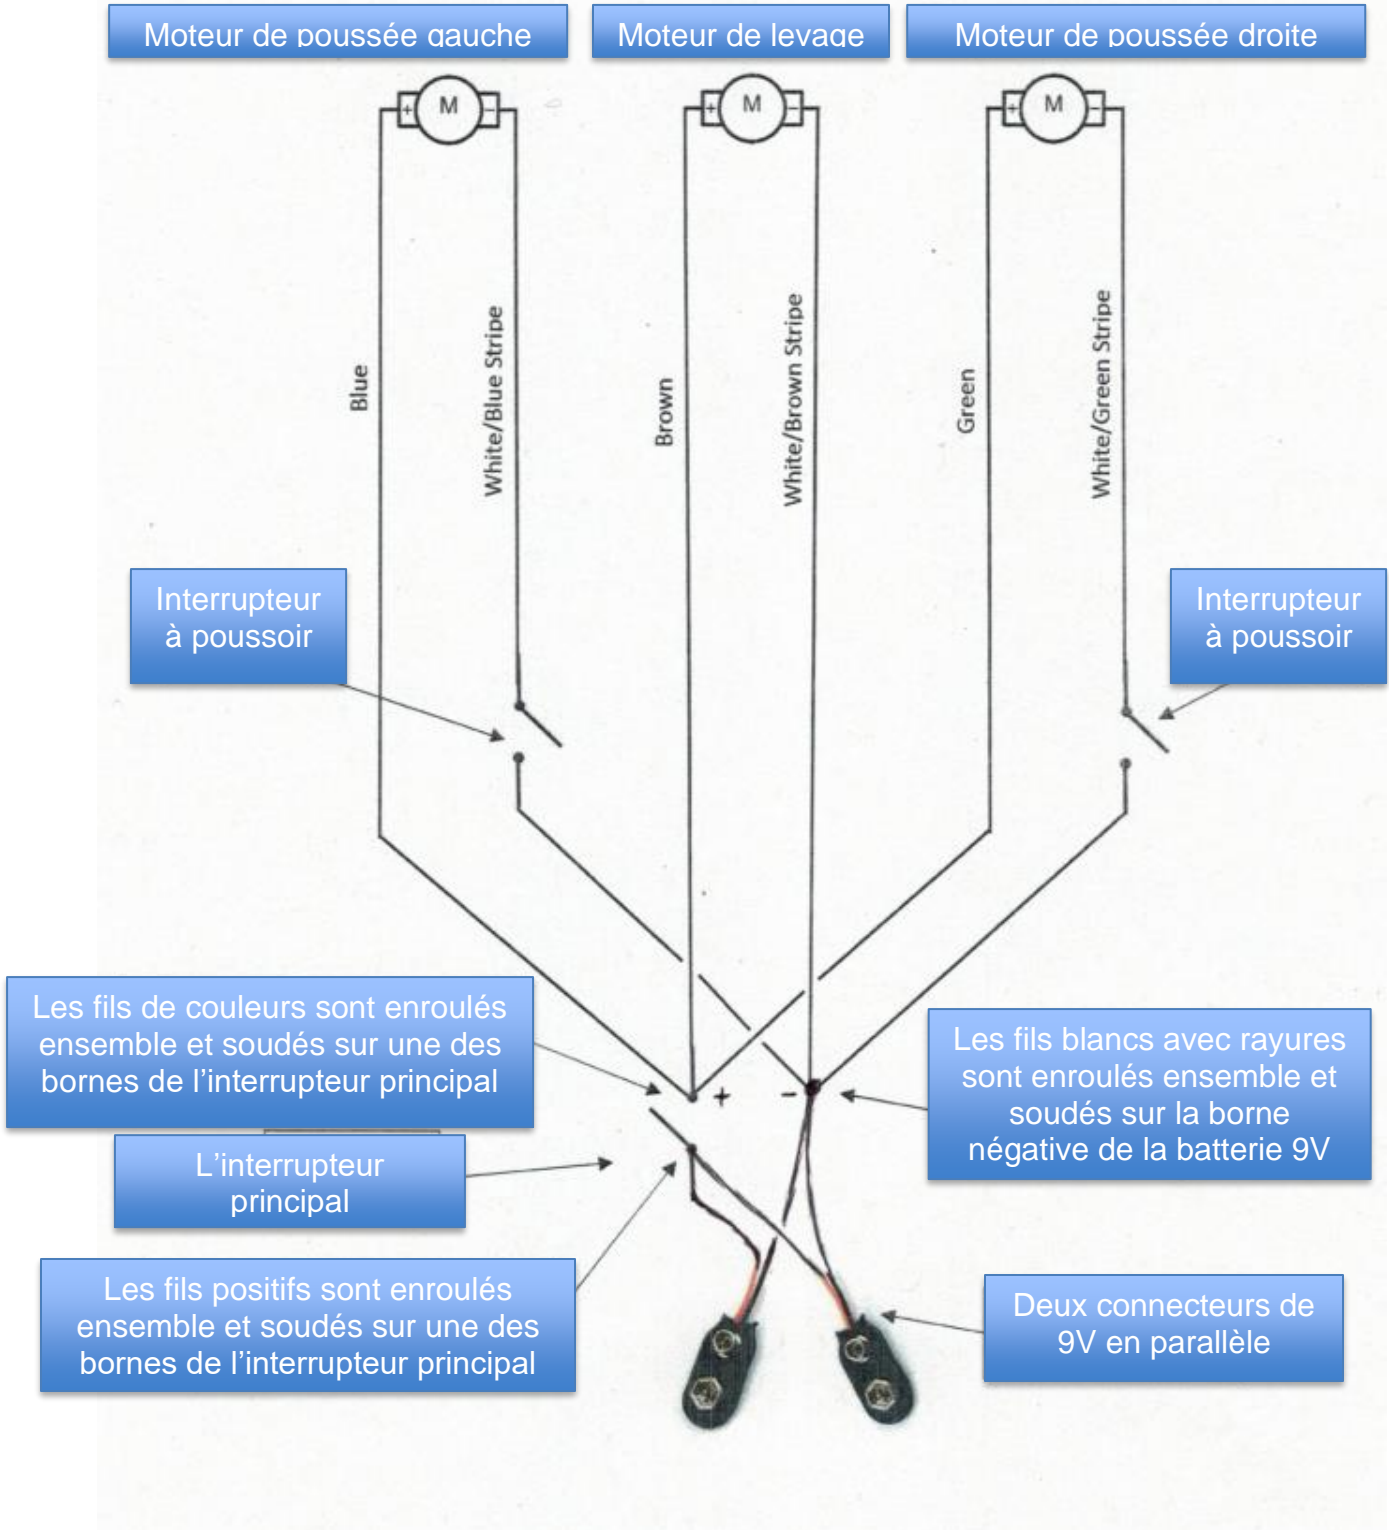 Moteur de poussée gauche
Moteur de levage
Moteur de poussée droite
+ M −
+ M −
+ M −
Blue
White/Blue Stripe
Brown
White/Brown Stripe
Green
White/Green Stripe
Interrupteur
à poussoir
Interrupteur
à poussoir
Les fils de couleurs sont enroulés
ensemble et soudés sur une des
bornes de l’interrupteur principal
+ -
Les fils blancs avec rayures
sont enroulés ensemble et
soudés sur la borne
négative de la batterie 9V
L’interrupteur
principal
Les fils positifs sont enroulés
ensemble et soudés sur une des
bornes de l’interrupteur principal
Deux connecteurs de
9V en parallèle